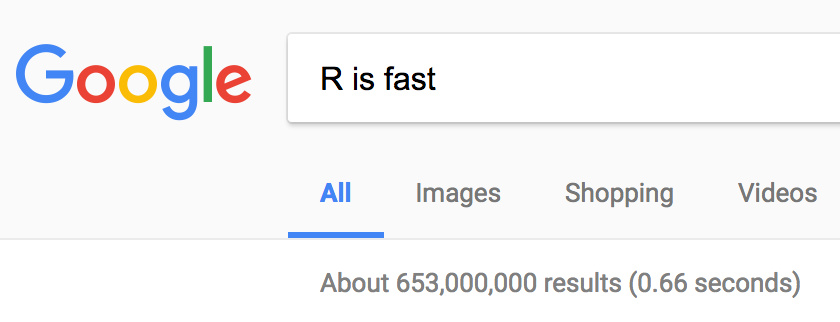 Google
R is fast
All Images Shopping Videos
About 653,000,000 results (0.66 seconds)